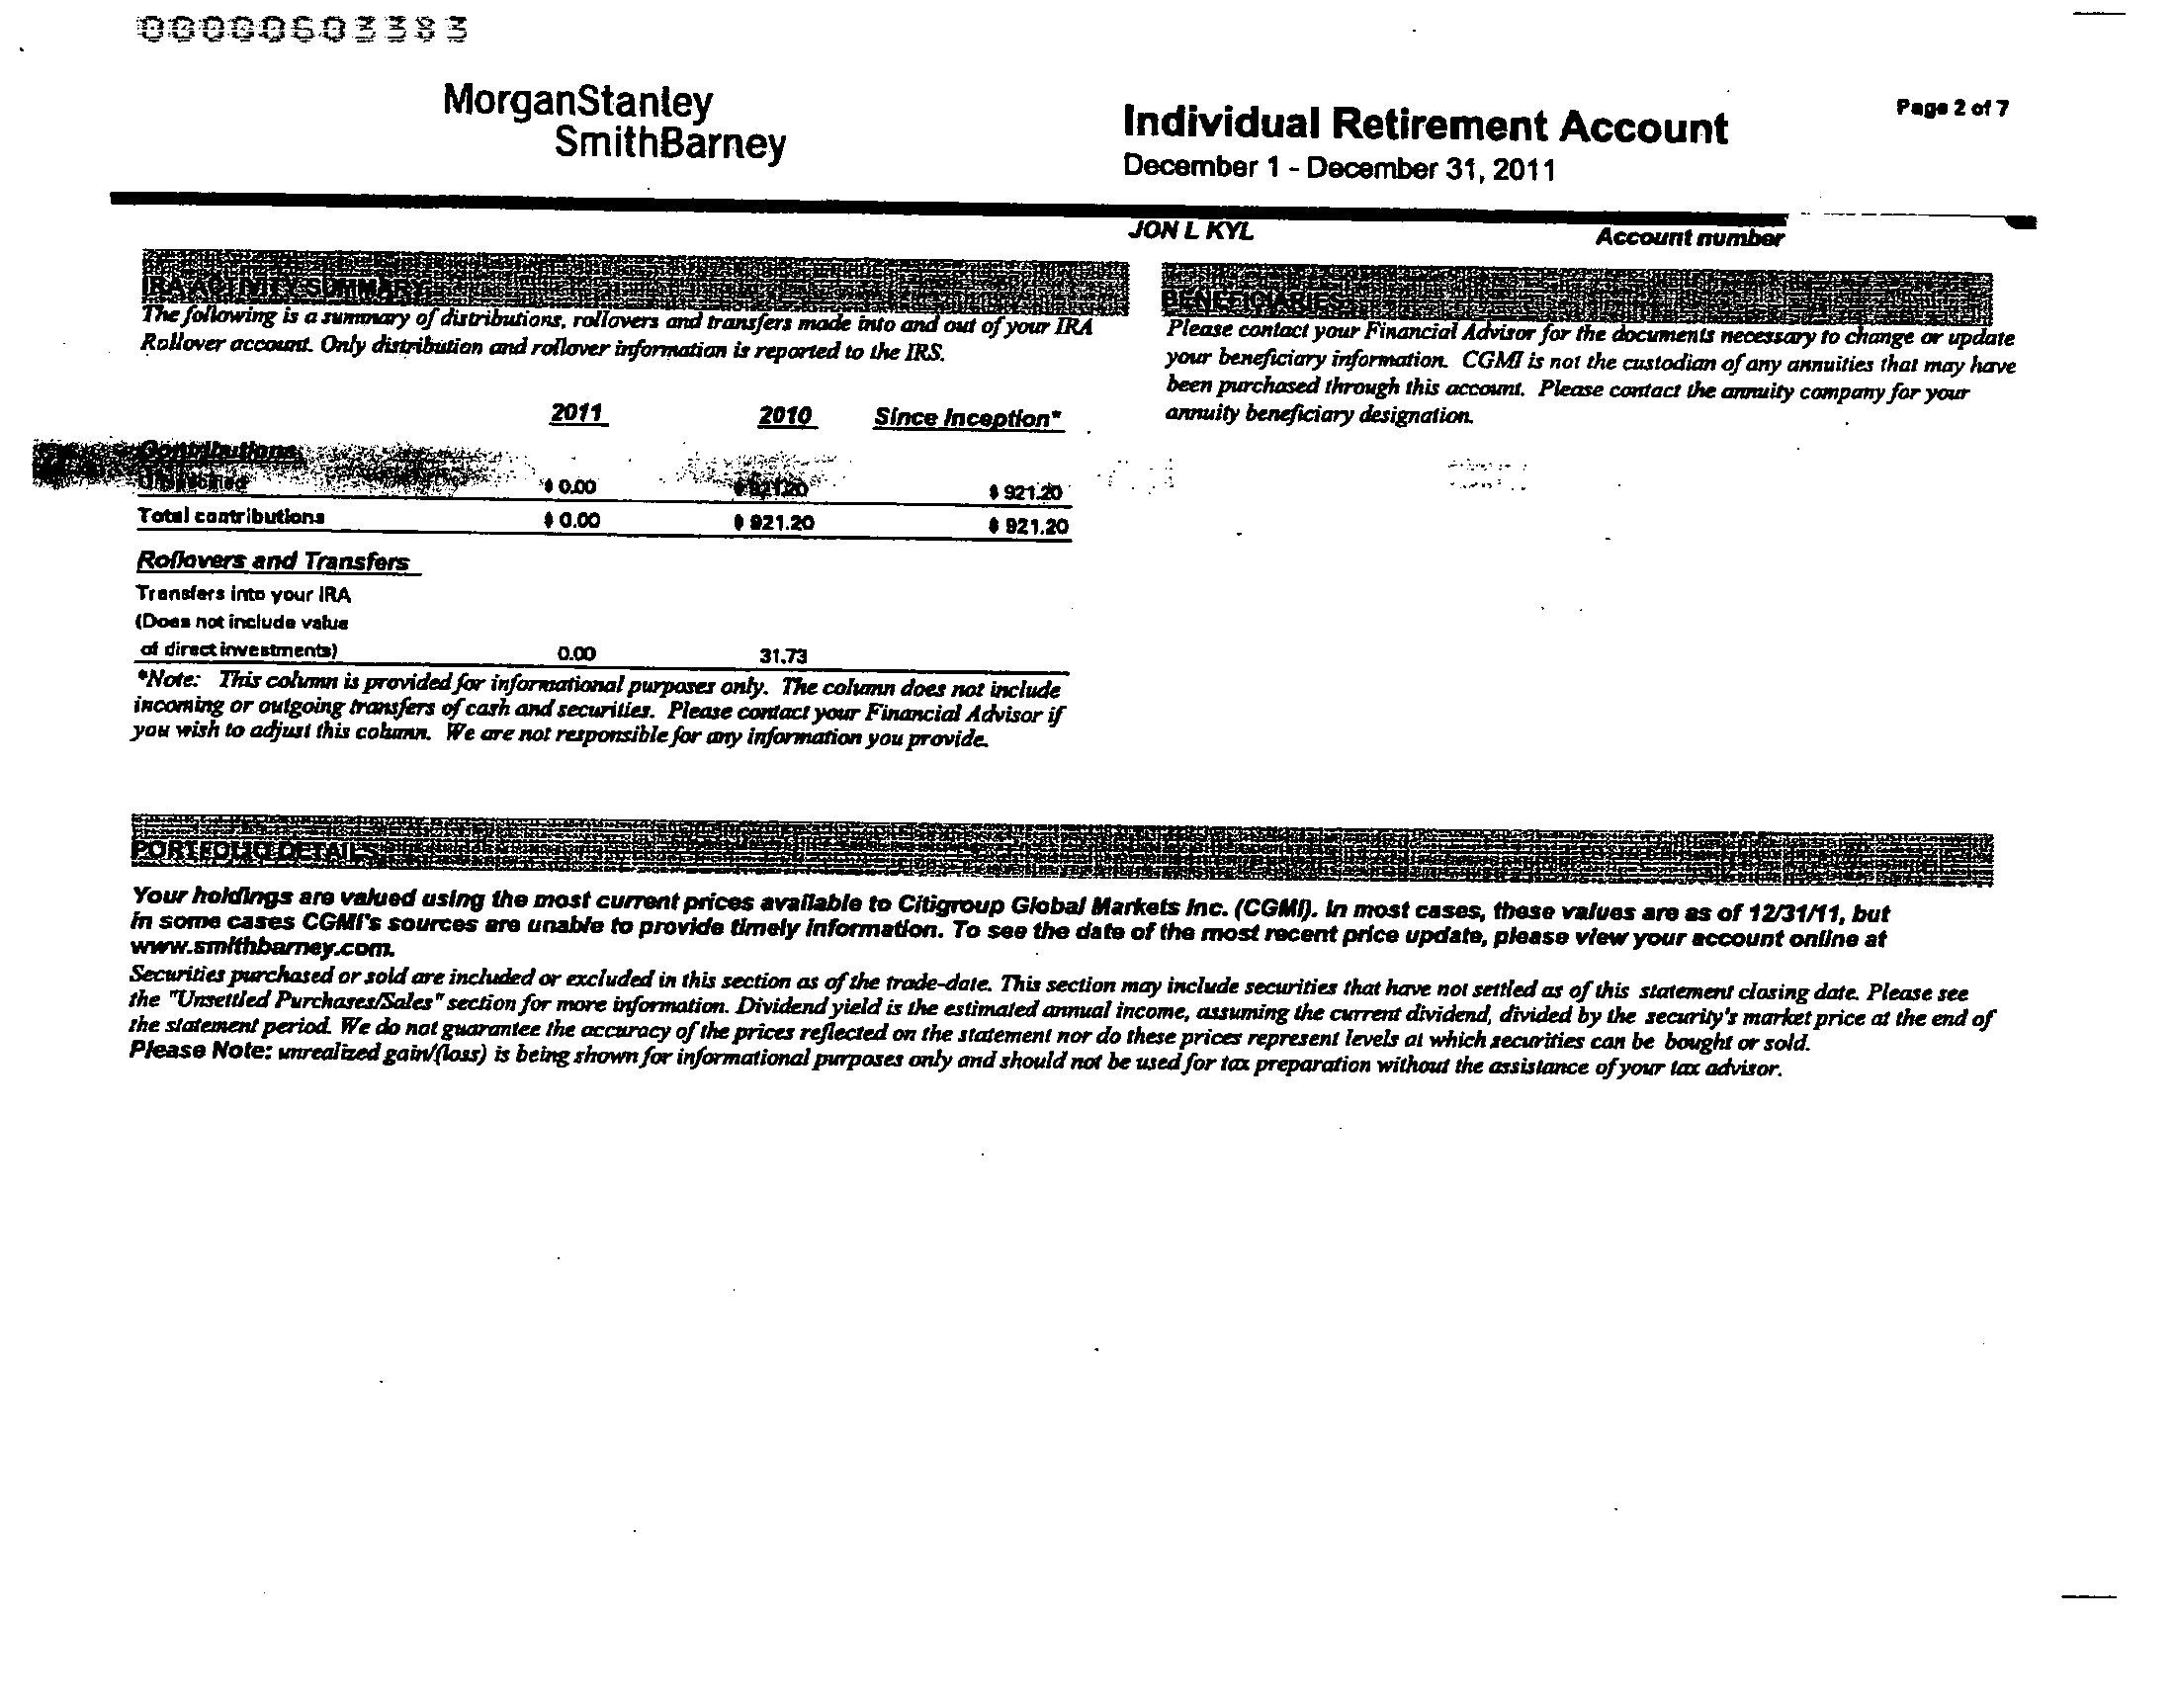 00000603383
MorganStanley
SmithBarney
Individual Retirement Account
December 1 - December 31, 2011
Page 2 of 7
JON L KYL
Account number
IRA ACTIVITY SUMMARY
The following is a summary of distributions, rollovers and transfers made into and out of your IRA
Rollover account. Only distribution and rollover information is reported to the IRS.
2011 2010 Since Inception*
Contributions
$ 0.00 $ 921.20 $ 921.20
Total contributions $ 0.00 $ 921.20 $ 921.20
Rollovers and Transfers
Transfers into your IRA
(Does not include value
of direct investments) 0.00 31.73
*Note: This column is provided for informational purposes only. The column does not include
incoming or outgoing transfers of cash and securities. Please contact your Financial Advisor if
you wish to adjust this column. We are not responsible for any information you provide.
BENEFICIARIES
Please contact your Financial Advisor for the documents necessary to change or update
your beneficiary information. CGMI is not the custodian of any annuities that may have
been purchased through this account. Please contact the annuity company for your
annuity beneficiary designation.
PORTFOLIO DETAILS
Your holdings are valued using the most current prices available to Citigroup Global Markets Inc. (CGMI). In most cases, these values are as of 12/31/11, but
in some cases CGMI's sources are unable to provide timely information. To see the date of the most recent price update, please view your account online at
www.smithbarney.com.
Securities purchased or sold are included or excluded in this section as of the trade-date. This section may include securities that have not settled as of this statement closing date. Please see
the "Unsettled Purchases/Sales" section for more information. Dividend yield is the estimated annual income, assuming the current dividend, divided by the security's market price at the end of
the statement period. We do not guarantee the accuracy of the prices reflected on the statement nor do these prices represent levels at which securities can be bought or sold.
Please Note: unrealized gain/(loss) is being shown for informational purposes only and should not be used for tax preparation without the assistance of your tax advisor.